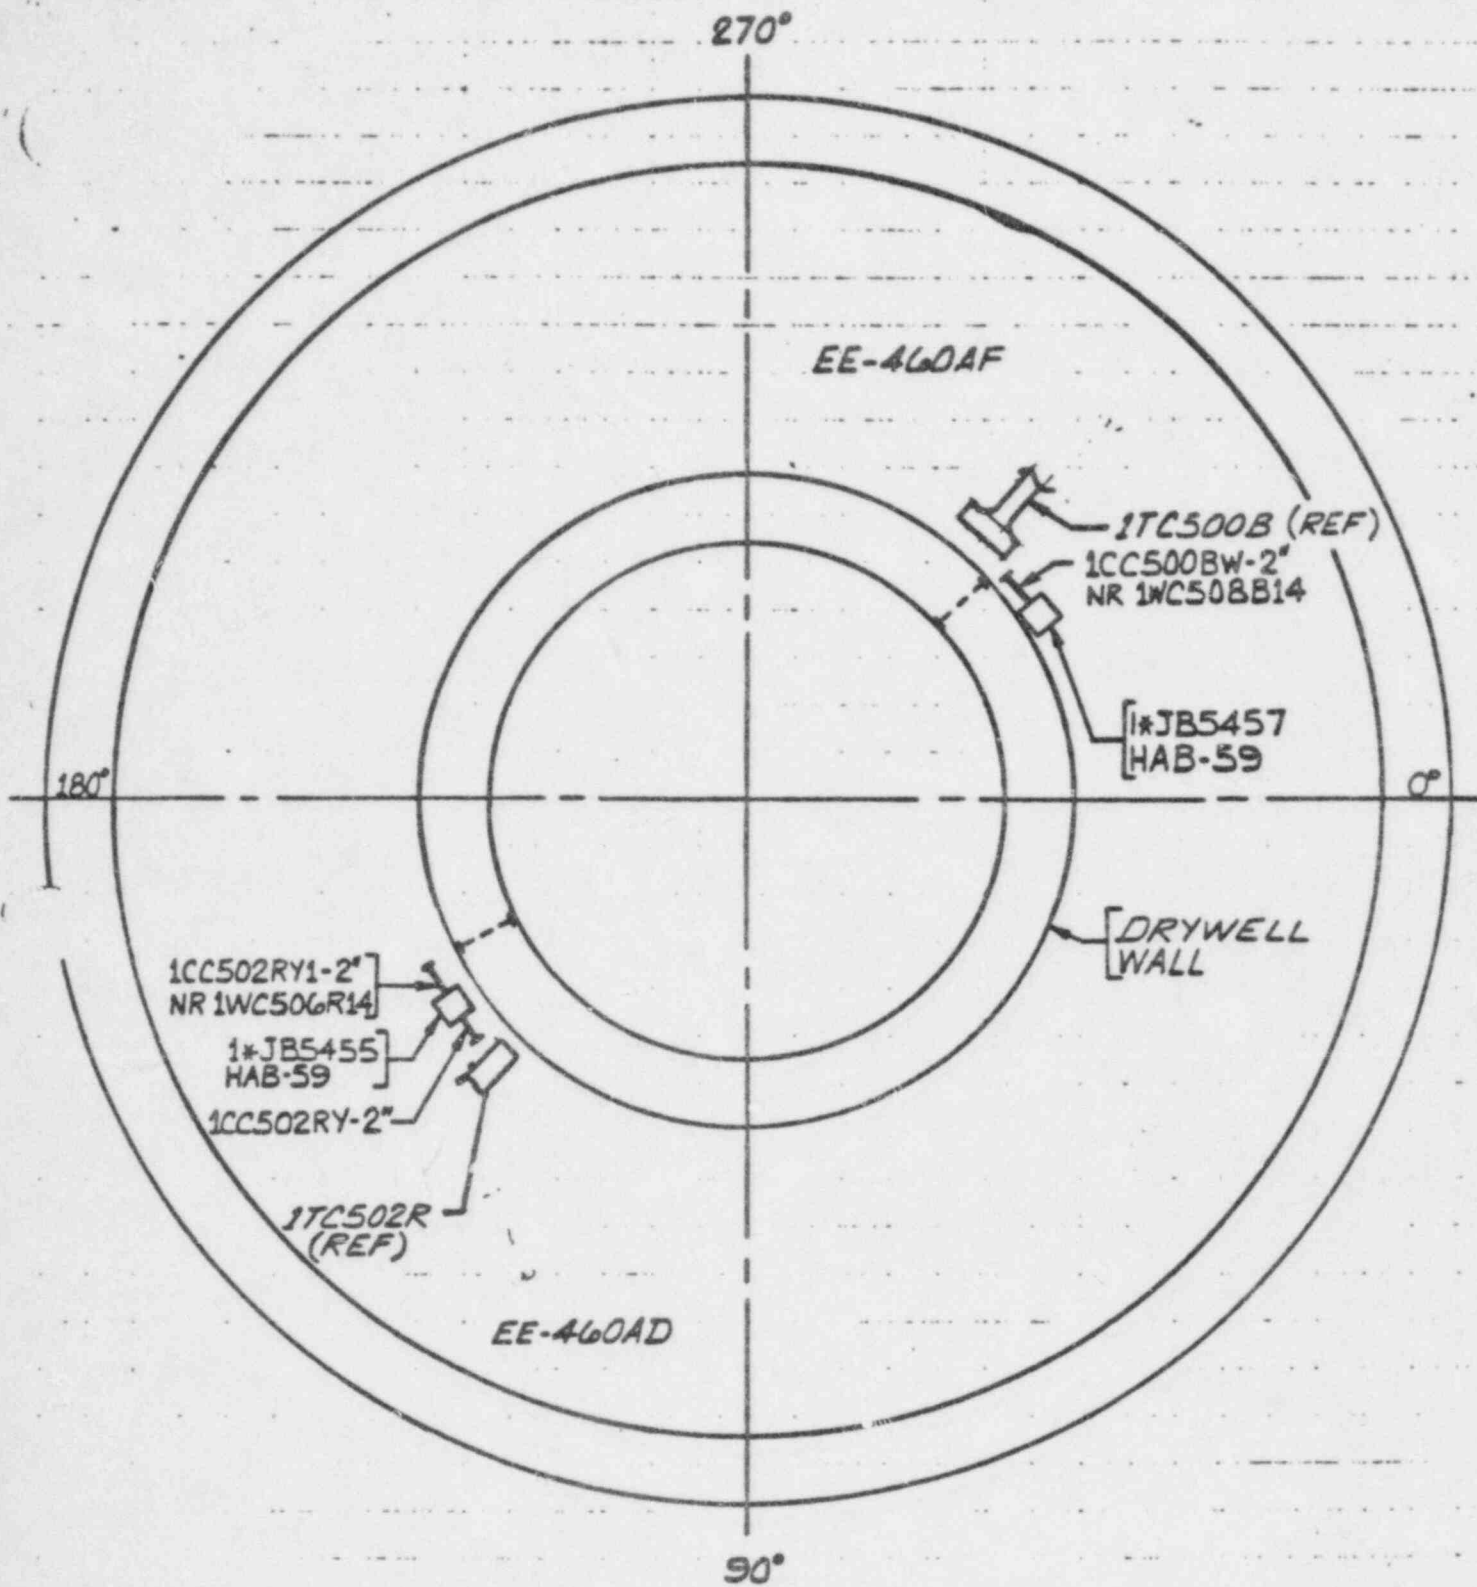 270°
EE-460AF
1TC500B (REF)
1CC500BW-2"
NR 1WC508B14
1*JB5457
HAB-59
180°
0°
DRYWELL
WALL
1CC502RY1-2"
NR 1WC506R14
1*JB5455
HAB-59
1CC502RY-2"
1TC502R
(REF)
EE-460AD
90°